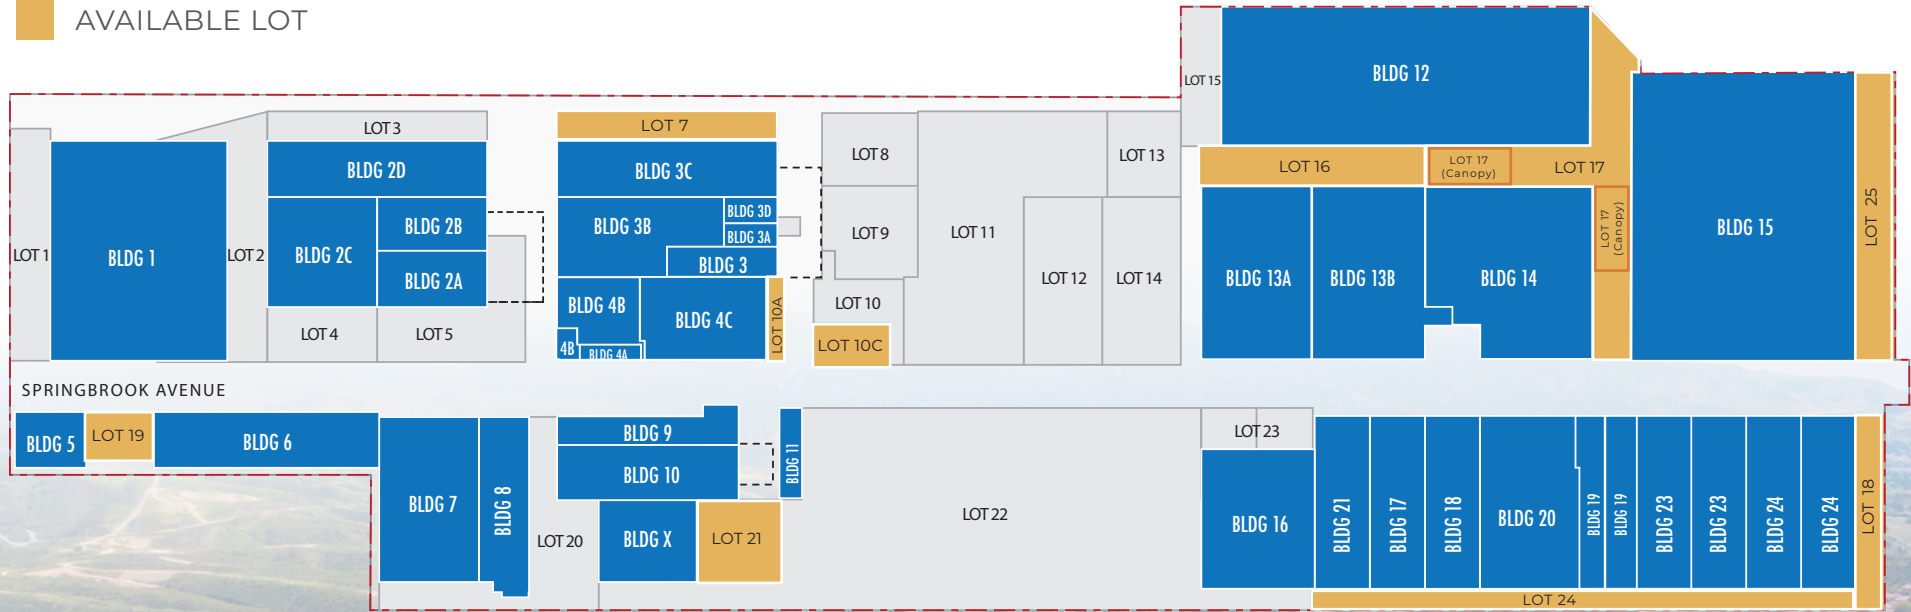 AVAILABLE LOT
LOT 15
BLDG 12
LOT 3
LOT 7
LOT 8
LOT 13
LOT 16
LOT 17
(Canopy)
LOT 17
LOT 17
(Canopy)
LOT 25
LOT 1
BLDG 1
LOT 2
BLDG 2D
BLDG 2C
BLDG 2B
BLDG 2A
LOT 4
LOT 5
BLDG 3C
BLDG 3B
BLDG 3D
BLDG 3A
BLDG 3
BLDG 4B
4B
BLDG 4A
BLDG 4C
LOT 10A
LOT 9
LOT 10
LOT 10C
LOT 11
LOT 12
LOT 14
BLDG 13A
BLDG 13B
BLDG 14
BLDG 15
SPRINGBROOK AVENUE
BLDG 5
LOT 19
BLDG 6
BLDG 7
BLDG 8
LOT 20
BLDG 9
BLDG 10
BLDG X
LOT 21
BLDG 11
LOT 22
LOT 23
BLDG 16
BLDG 21
BLDG 17
BLDG 18
BLDG 20
BLDG 19
BLDG 19
BLDG 23
BLDG 23
BLDG 24
BLDG 24
LOT 18
LOT 24